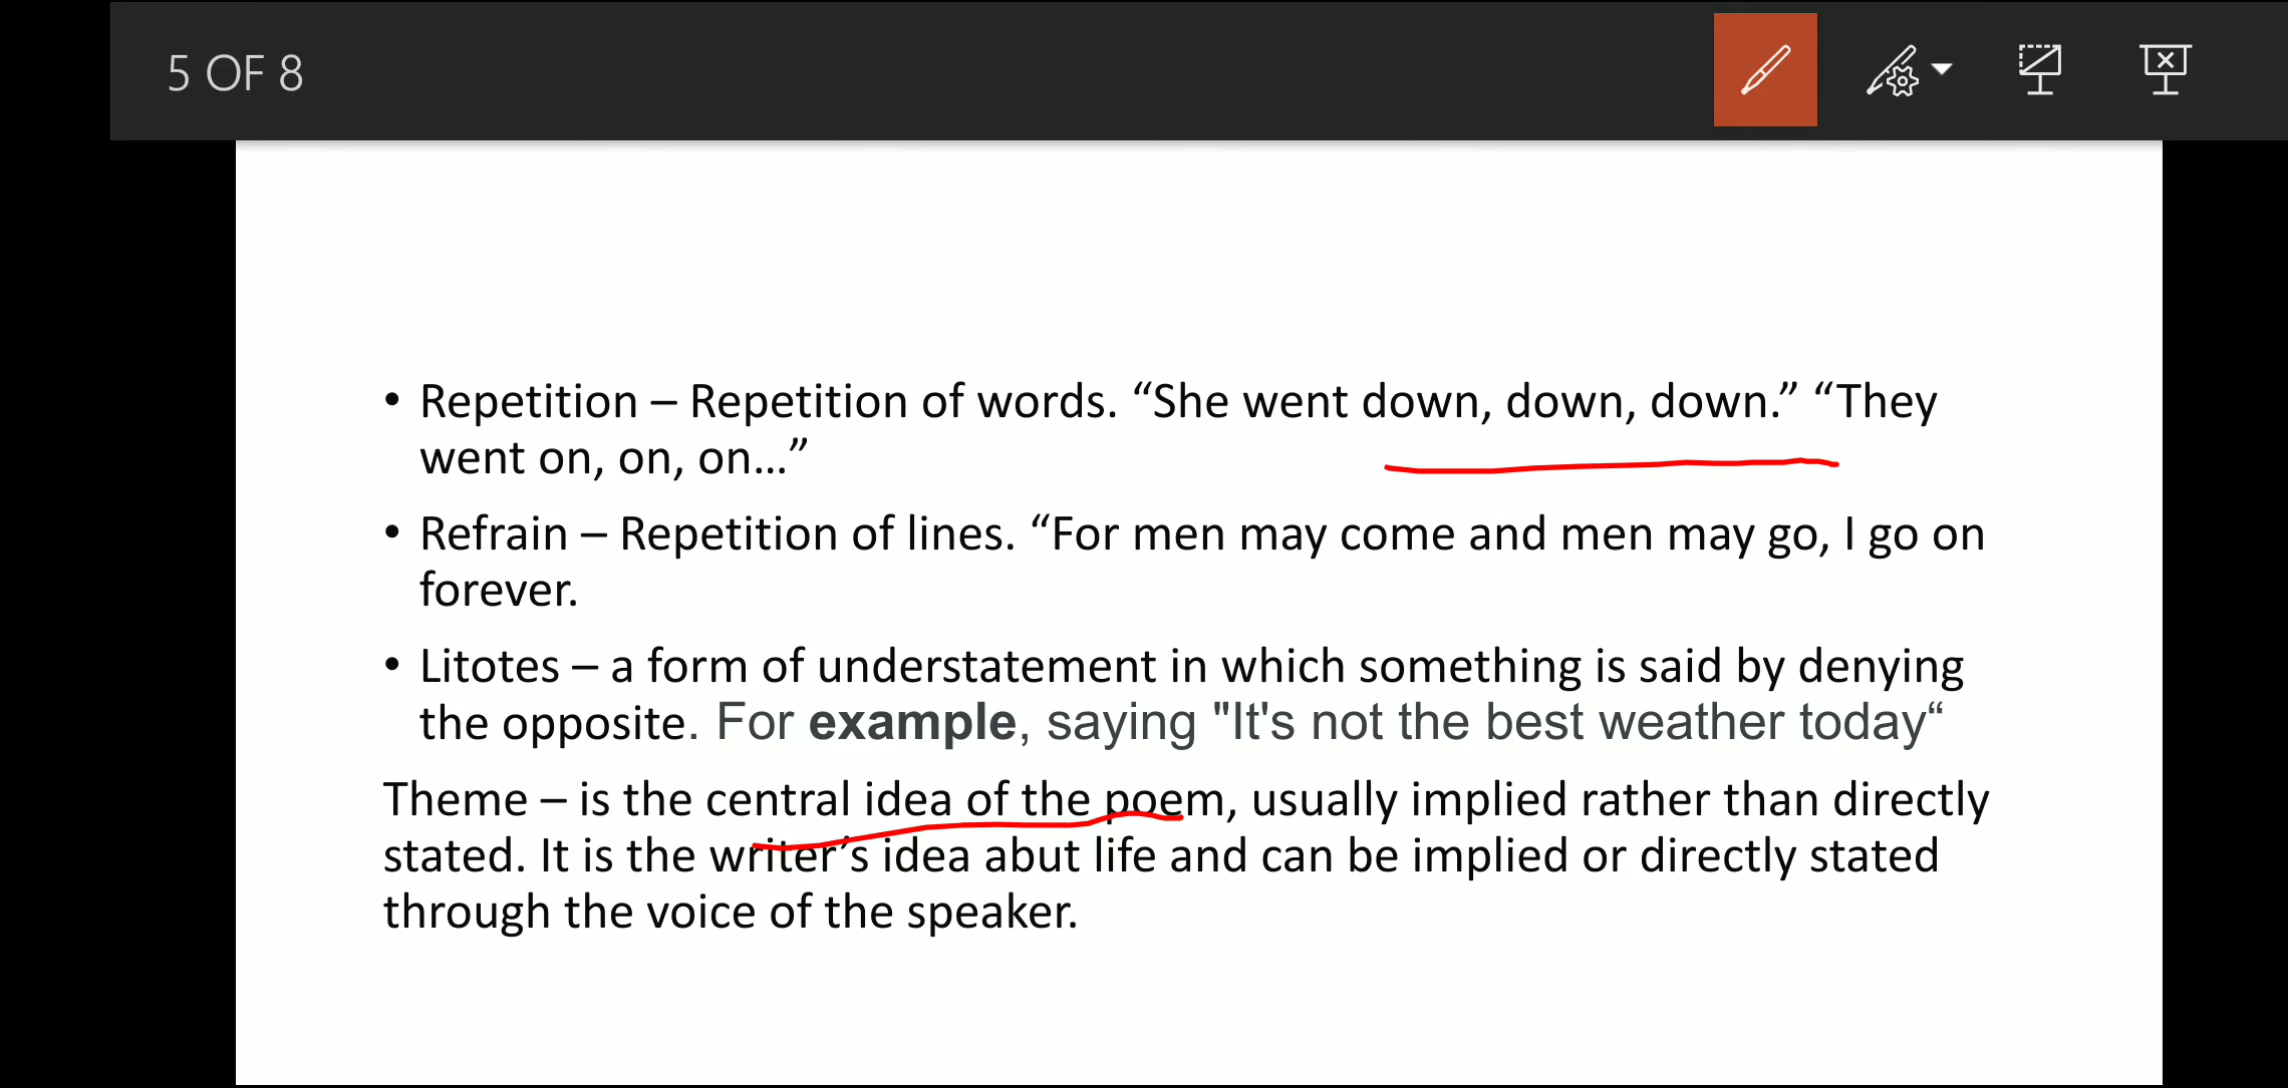 5 OF 8
• Repetition – Repetition of words. “She went down, down, down.” “They
went on, on, on...”
• Refrain – Repetition of lines. “For men may come and men may go, I go on
forever.
• Litotes – a form of understatement in which something is said by denying
the opposite. For example, saying "It's not the best weather today“
Theme – is the central idea of the poem, usually implied rather than directly
stated. It is the writer’s idea abut life and can be implied or directly stated
through the voice of the speaker.